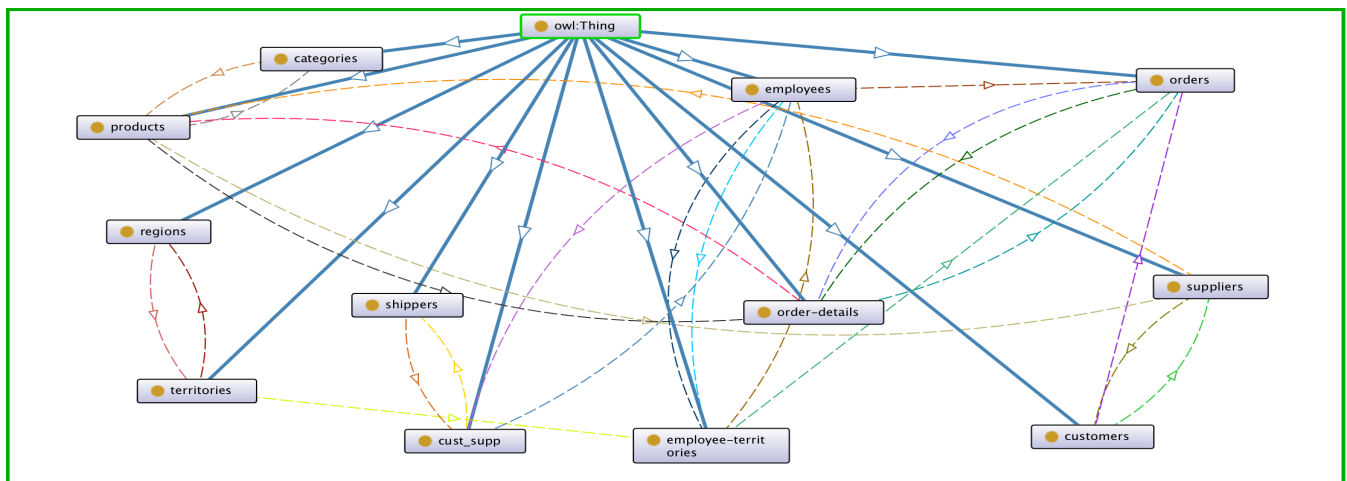 owl:Thing
categories
employees
orders
products
regions
suppliers
shippers
order-details
territories
cust_supp
employee-territ
ories
customers